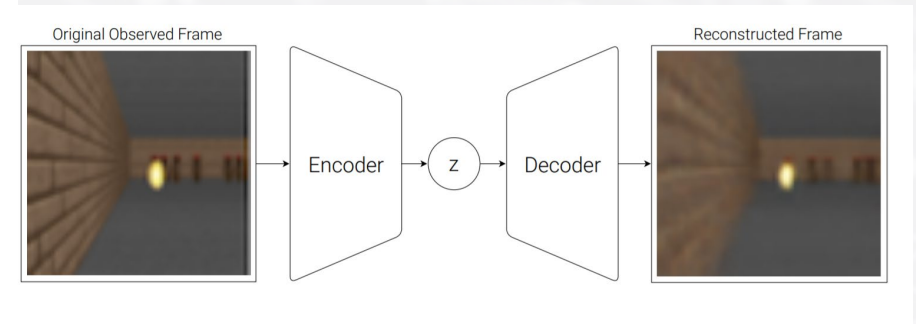 Original Observed Frame
Reconstructed Frame
Encoder
z
Decoder